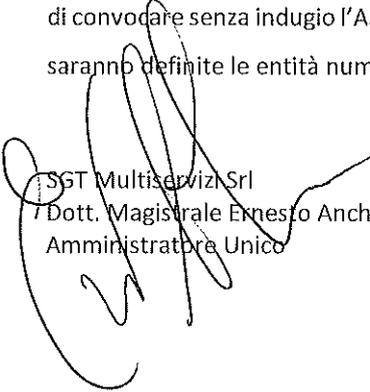 di convocare senza indugio l'A
saranno definite le entità num
SGT Multiservizi Srl
Dott. Magistrale Ernesto Anch
Amministratore Unico